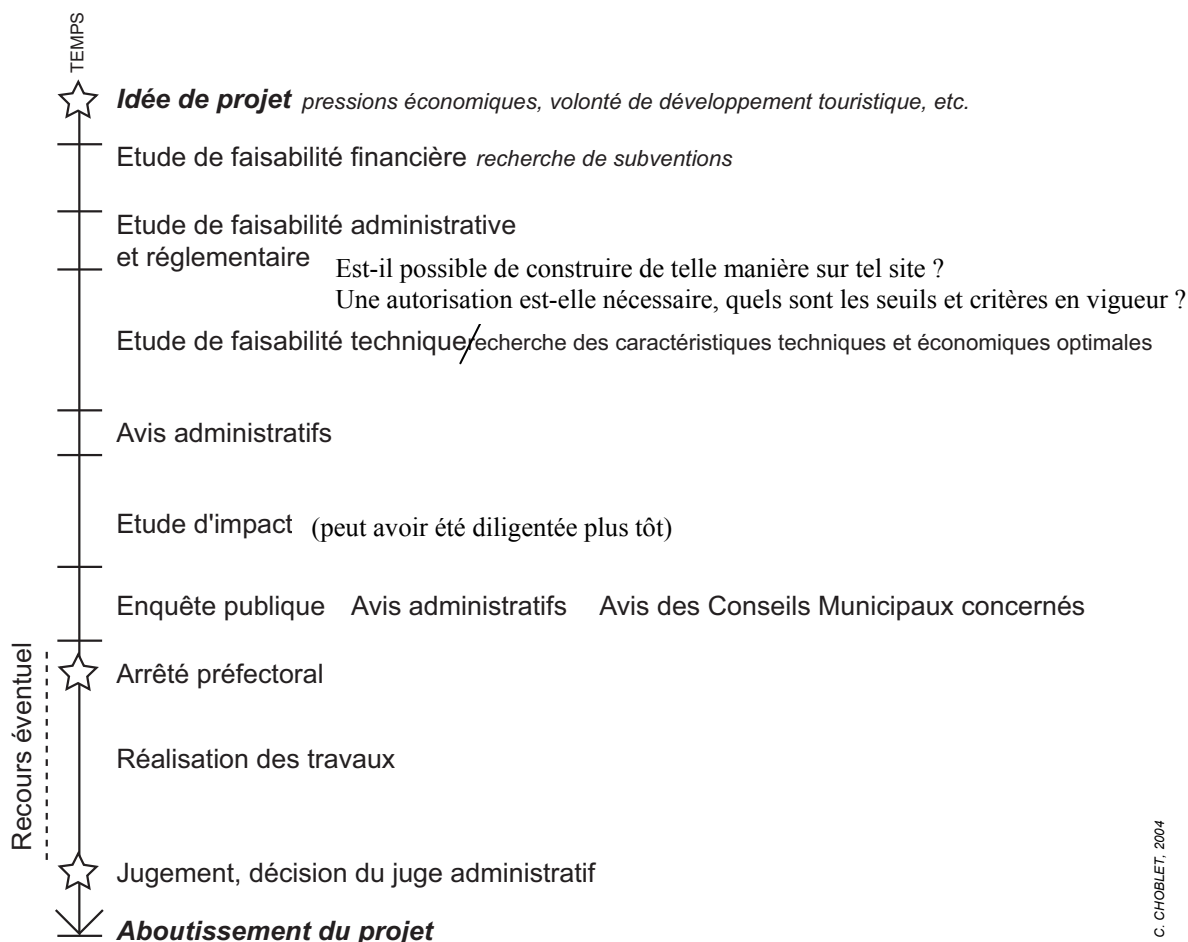 TEMPS
Idée de projet pressions économiques, volonté de développement touristique, etc.
Etude de faisabilité financière recherche de subventions
Etude de faisabilité administrative
et réglementaire
Est-il possible de construire de telle manière sur tel site ?
Une autorisation est-elle nécessaire, quels sont les seuils et critères en vigueur ?
Etude de faisabilité technique/recherche des caractéristiques techniques et économiques optimales
Avis administratifs
Etude d'impact (peut avoir été diligentée plus tôt)
Enquête publique Avis administratifs Avis des Conseils Municipaux concernés
Recours éventuel
Arrêté préfectoral
Réalisation des travaux
Jugement, décision du juge administratif
Aboutissement du projet
C. CHOBLET, 2004